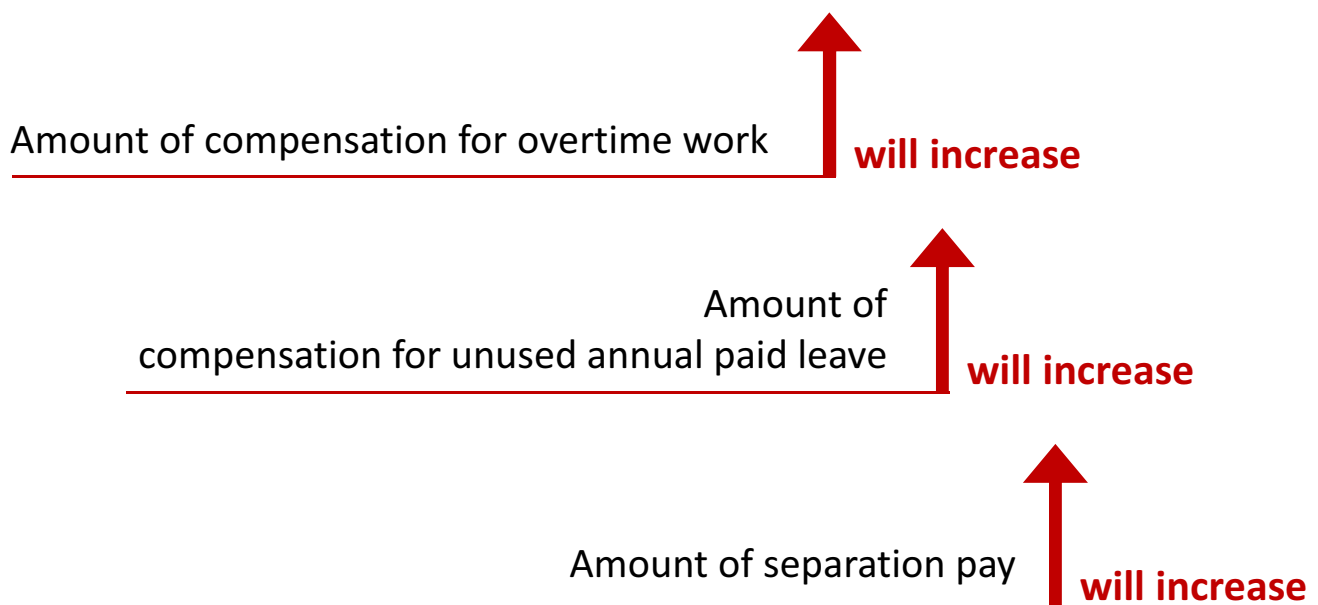 Amount of compensation for overtime work
will increase
Amount of
compensation for unused annual paid leave
will increase
Amount of separation pay
will increase